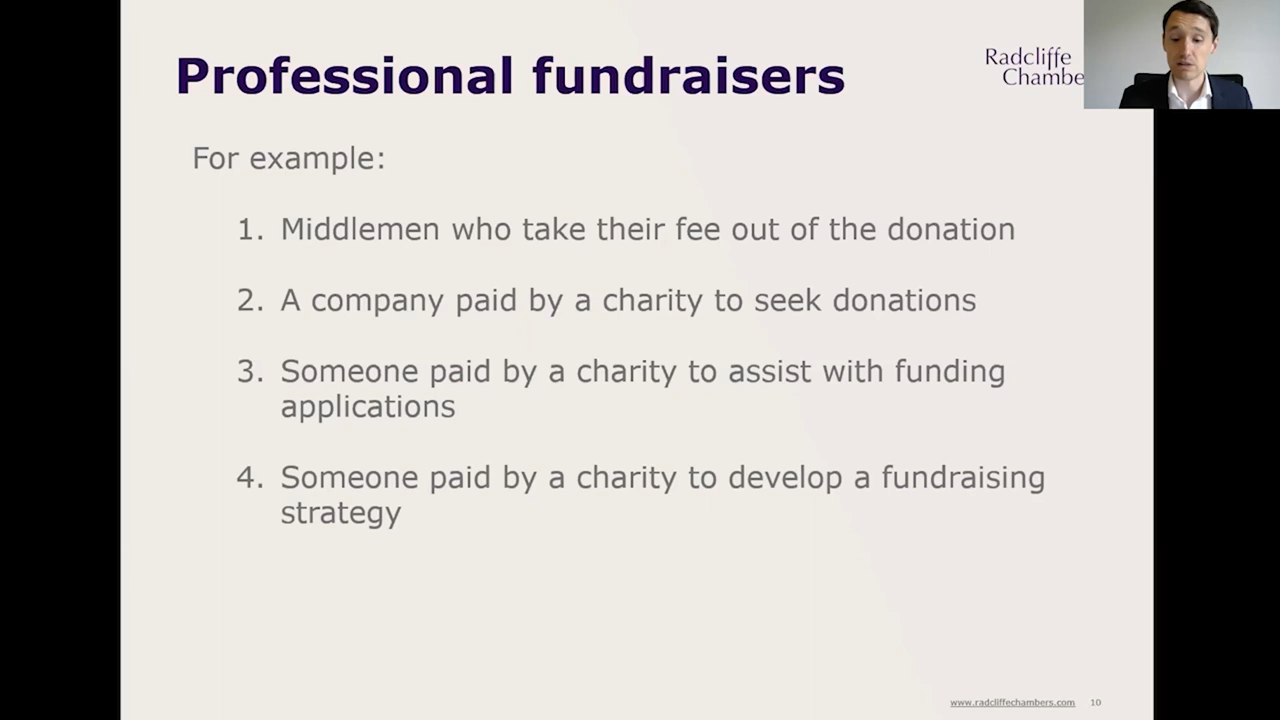 Professional fundraisers
Radcliffe
Chambe
For example:
1. Middlemen who take their fee out of the donation
2. A company paid by a charity to seek donations
3. Someone paid by a charity to assist with funding
applications
4. Someone paid by a charity to develop a fundraising
strategy
www.radcliffechambers.com 10